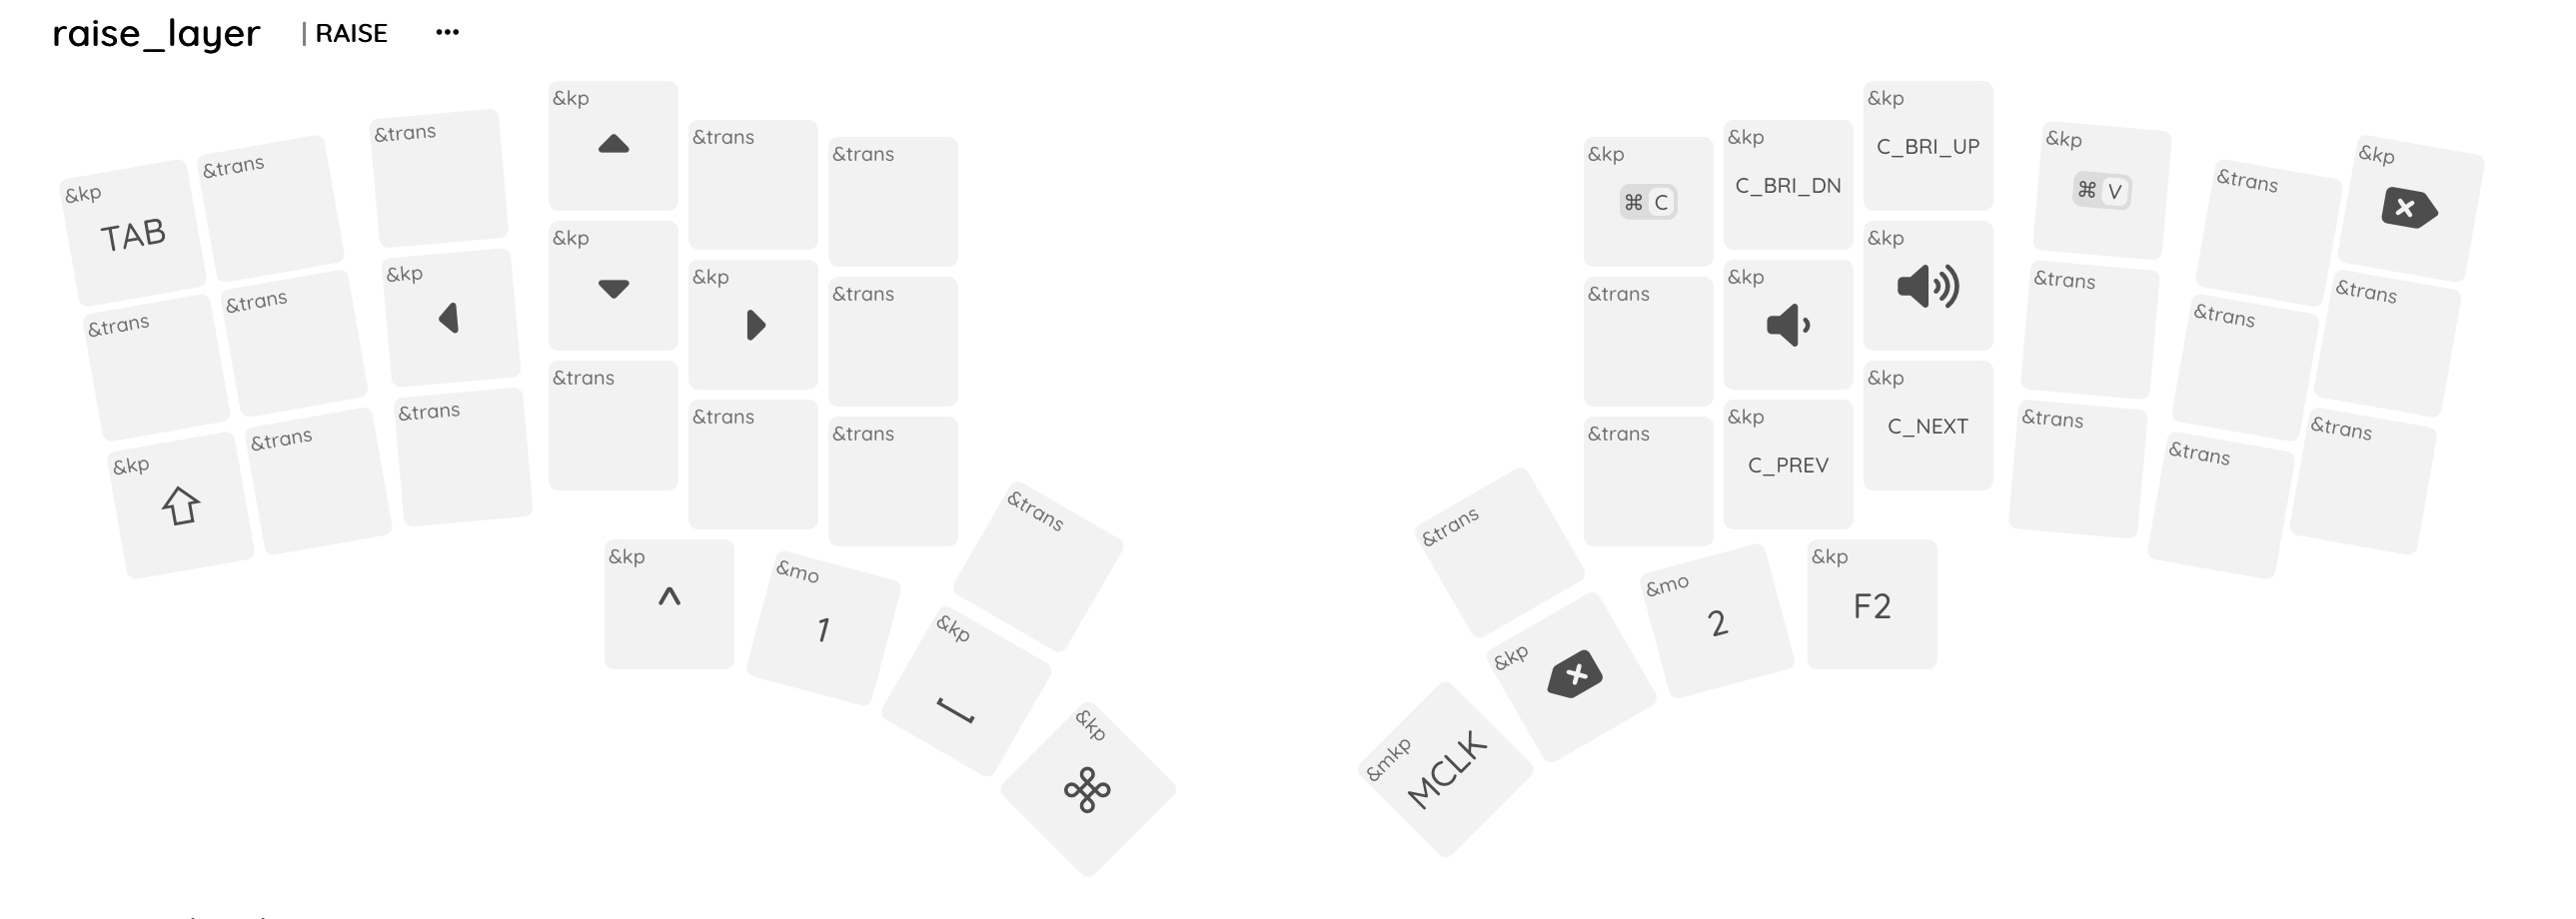 raise_layer | RAISE •••
&kp TAB
&trans
&trans
&kp
&trans
&trans
&trans
&trans
&kp
&kp
&kp
&trans
&kp
&trans
&trans
&trans
&trans
&trans
&kp ^
&mo 1
&kp
&trans
&kp ⌘
&kp ⌘ C
&kp C_BRI_DN
&kp C_BRI_UP
&kp ⌘ V
&trans
&kp
&trans
&kp
&kp
&trans
&trans
&trans
&trans
&kp C_PREV
&kp C_NEXT
&trans
&trans
&trans
&trans
&mkp MCLK
&kp
&mo 2
&kp F2